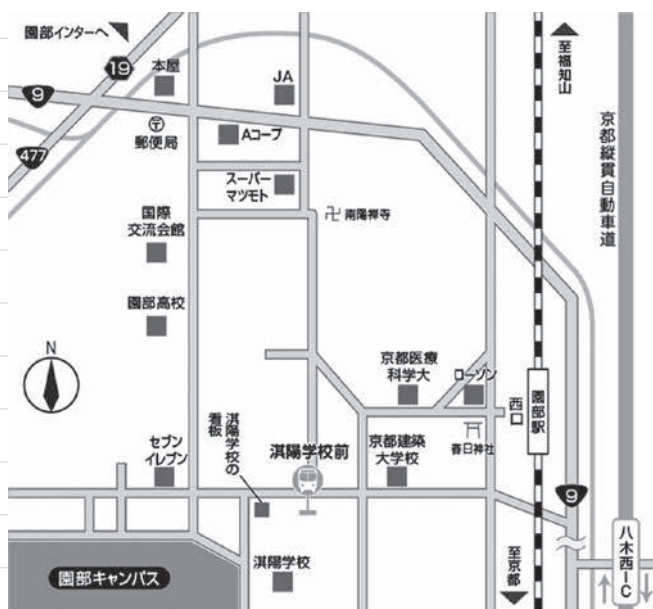 園部インターへ
19
本屋
JA
至福知山
9
〒
郵便局
Aコープ
477
京都縦貫自動車道
スーパー
マツモト
国際
交流会館
卍 南陽禅寺
園部高校
N
京都医療
科学大
ローソン
西口
園部駅
春日神社
セブン
イレブン
淇陽学校の
看板
淇陽学校前
京都建築
大学校
9
淇陽学校
至京都
八木西IC
園部キャンパス